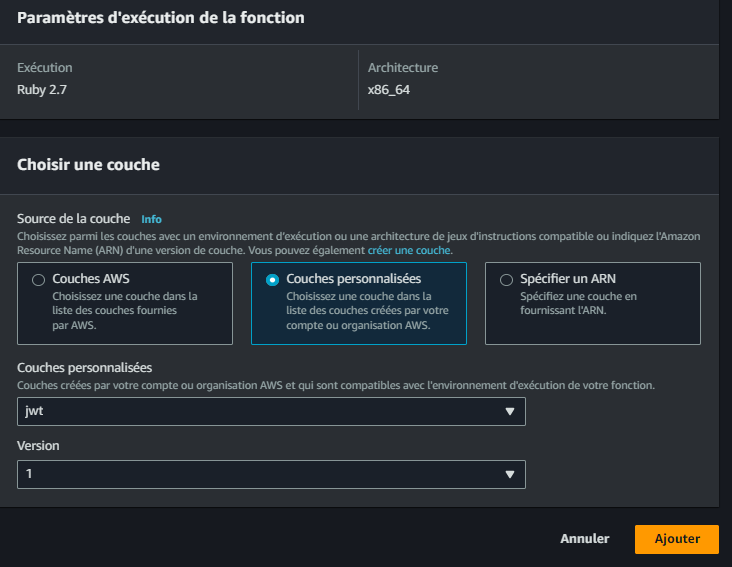 Paramètres d'exécution de la fonction
Exécution
Architecture
Ruby 2.7
x86_64
Choisir une couche
Source de la couche Info
Choisissez parmi les couches avec un environnement d'exécution ou une architecture de jeux d'instructions compatible ou indiquez l'Amazon
Resource Name (ARN) d'une version de couche. Vous pouvez également créer une couche.
Couches AWS
Choisissez une couche dans la
liste des couches fournies
par AWS.
Couches personnalisées
Choisissez une couche dans la
liste des couches créées par votre
compte ou organisation AWS.
Spécifier un ARN
Spécifiez une couche en
fournissant l'ARN.
Couches personnalisées
Couches créées par votre compte ou organisation AWS et qui sont compatibles avec l'environnement d'exécution de votre fonction.
jwt
Version
1
Annuler
Ajouter